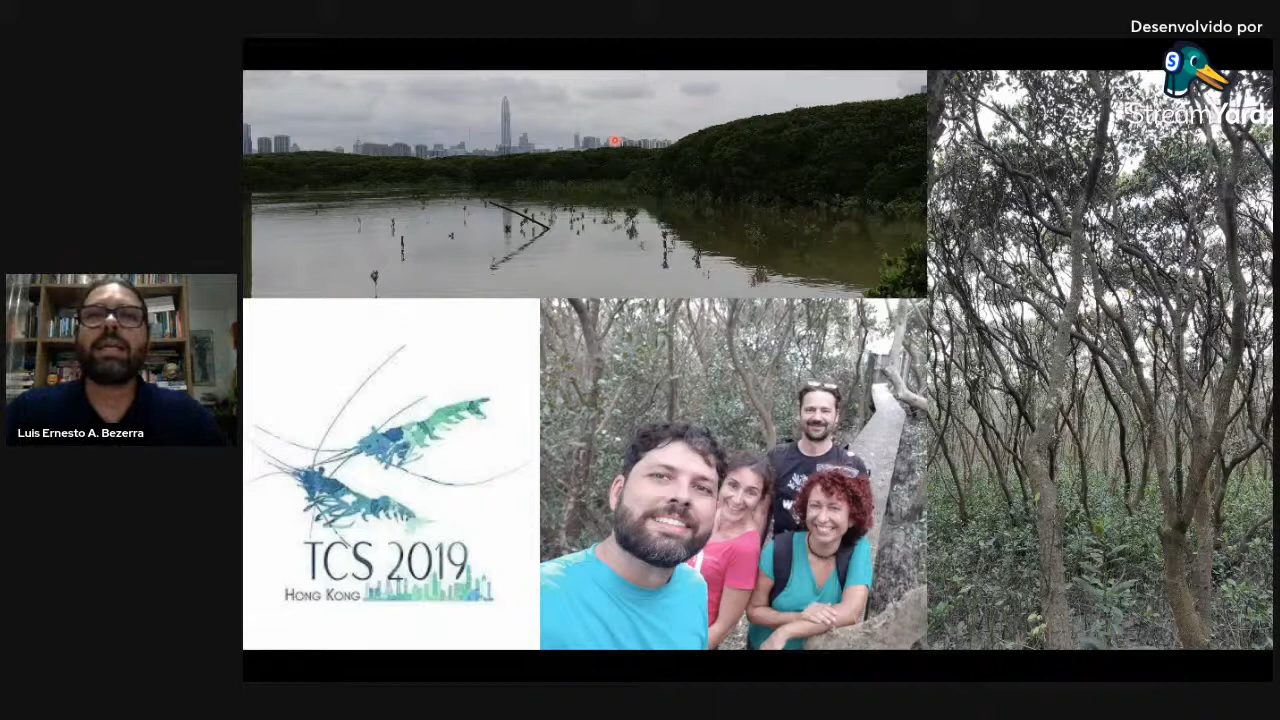 Desenvolvido por
StreamYard
Luis Ernesto A. Bezerra
TCS 2019
HONG KONG